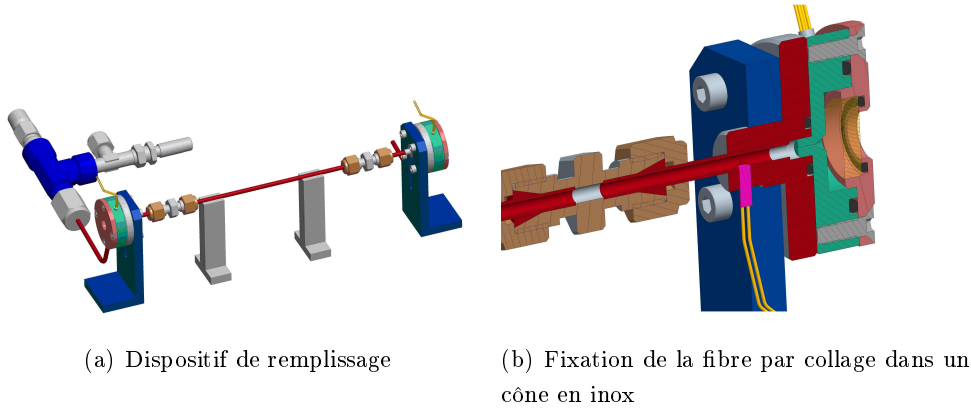 (a) Dispositif de remplissage
(b) Fixation de la fibre par collage dans un
cône en inox